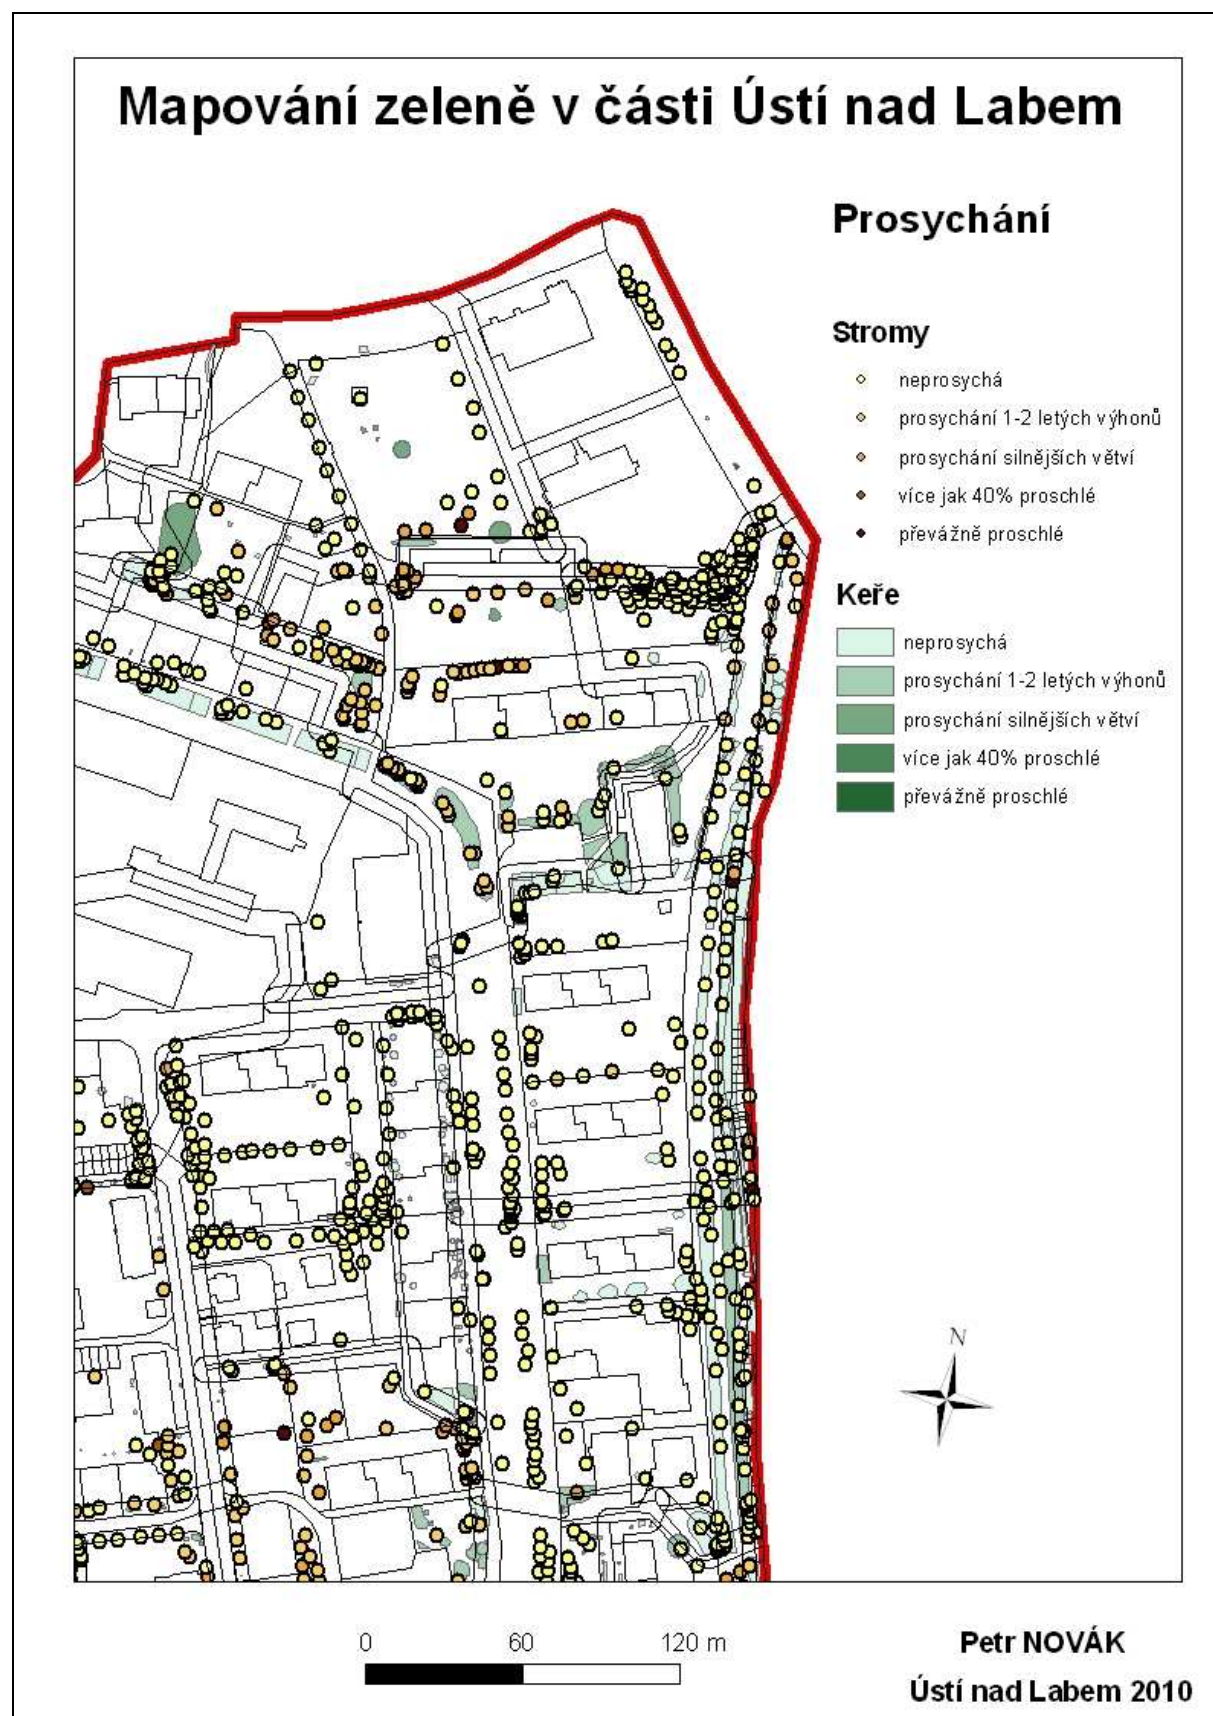 Mapování zeleně v části Ústí nad Labem
Prosychání
Stromy
neprosychá
prosychání 1-2 letých výhonů
prosychání silnějších větví
více jak 40% proschlé
převážně proschlé
Keře
neprosychá
prosychání 1-2 letých výhonů
prosychání silnějších větví
více jak 40% proschlé
převážně proschlé
N
0 60 120 m
Petr NOVÁK
Ústí nad Labem 2010